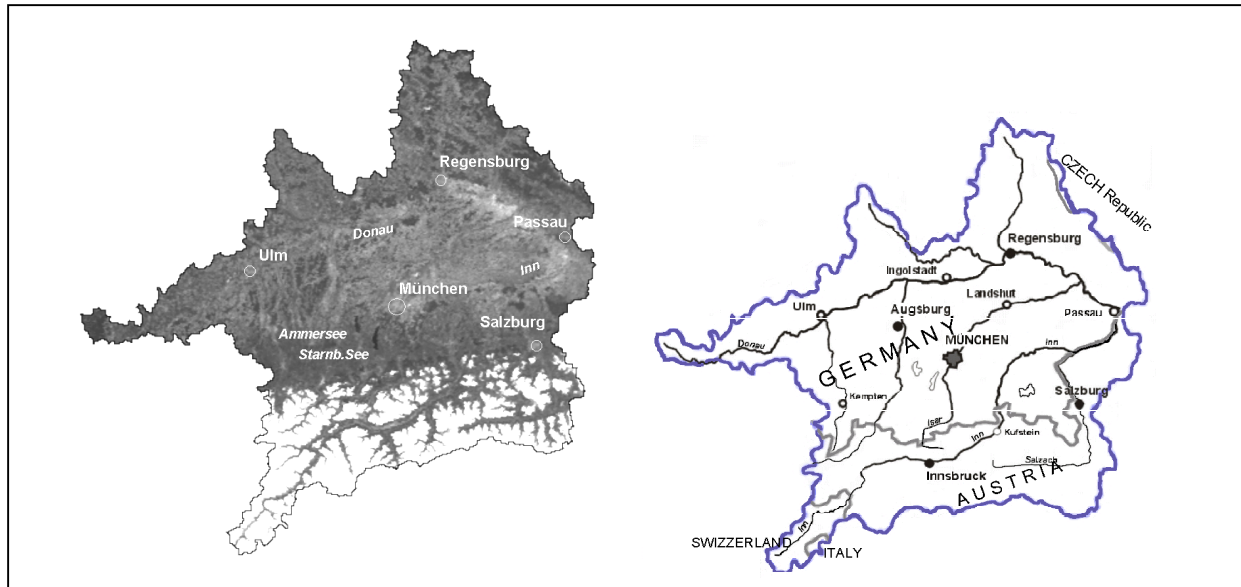 Regensburg
Passau
Donau
Ulm
Inn
München
Salzburg
Ammersee
Starnb.See
CZECH Republic
Regensburg
Ingolstadt
Landshut
Ulm
Augsburg
Passau
Donau
GERMANY
MÜNCHEN
Inn
Kempten
Salzburg
Isar
Inn
Kufstein
Salzach
Innsbruck
AUSTRIA
Inn
SWIZZERLAND
ITALY